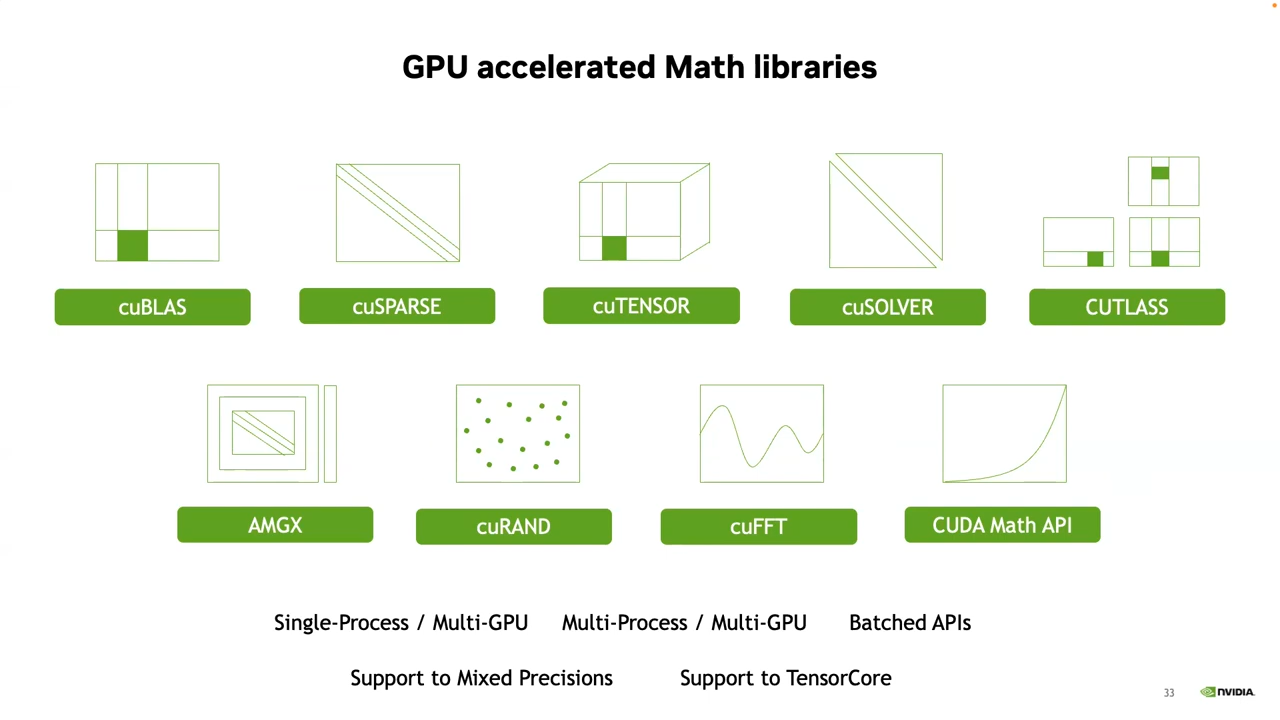 GPU accelerated Math libraries
cuBLAS
cuSPARSE
cuTENSOR
cuSOLVER
CUTLASS
AMGX
cuRAND
cuFFT
CUDA Math API
Single-Process / Multi-GPU
Multi-Process / Multi-GPU
Batched APIs
Support to Mixed Precisions
Support to TensorCore
33
NVIDIA.